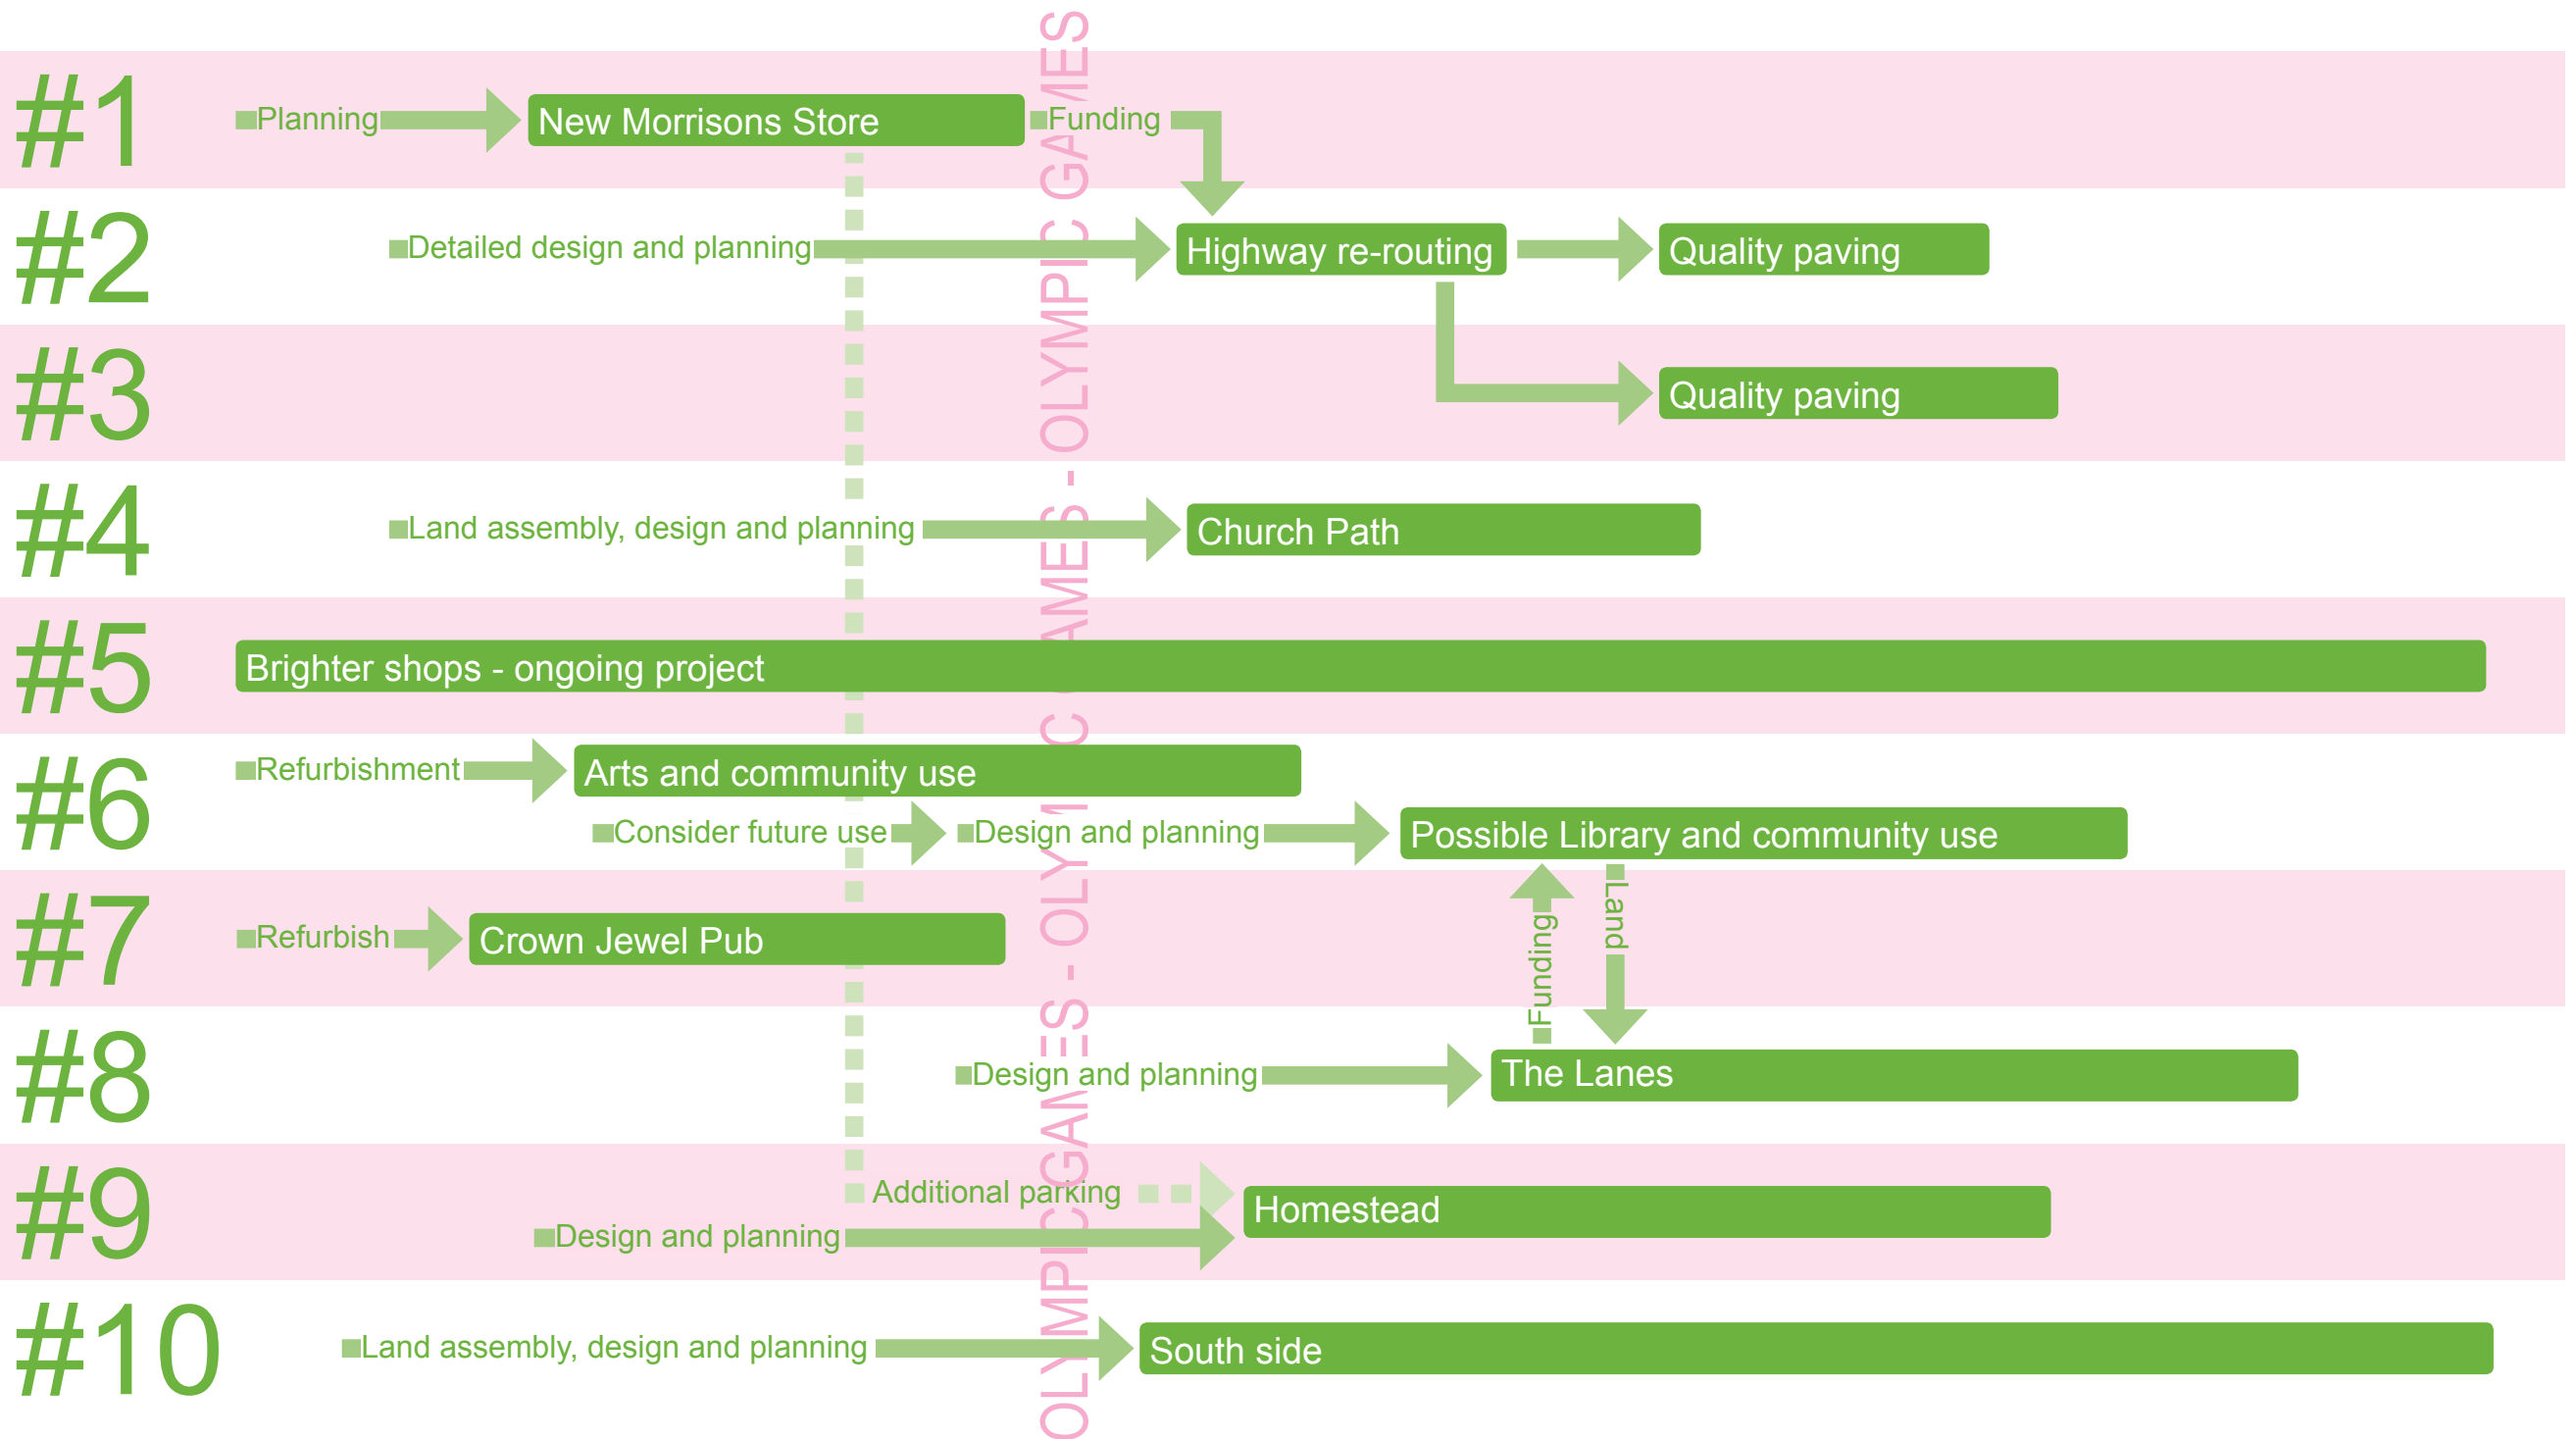 #1
Planning
New Morrisons Store
Funding
#2
Detailed design and planning
Highway re-routing
Quality paving
#3
Quality paving
#4
Land assembly, design and planning
Church Path
#5
Brighter shops - ongoing project
#6
Refurbishment
Arts and community use
Consider future use
Design and planning
Possible Library and community use
#7
Refurbish
Crown Jewel Pub
Funding
Land
#8
Design and planning
The Lanes
#9
Additional parking
Homestead
Design and planning
#10
Land assembly, design and planning
South side
OLYMPIC GAMES - OLYMPIC GAMES - OLYMPIC GAMES